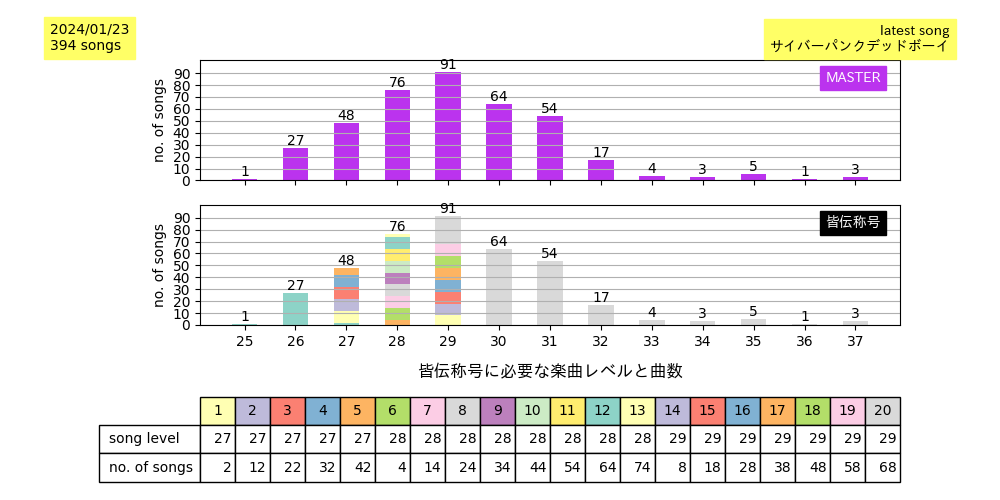 2024/01/23
394 songs
latest song
サイバーパンクデッドボーイ
no. of songs
90
80
70
60
50
40
30
20
10
0
1 27 48 76 91 64 54 17 4 3 5 1 3
MASTER
no. of songs
90
80
70
60
50
40
30
20
10
0
1 27 48 76 91 64 54 17 4 3 5 1 3
皆伝称号
25 26 27 28 29 30 31 32 33 34 35 36 37
皆伝称号に必要な楽曲レベルと曲数
1 2 3 4 5 6 7 8 9 10 11 12 13 14 15 16 17 18 19 20
song level 27 27 27 27 27 28 28 28 28 28 28 28 28 29 29 29 29 29 29 29
no. of songs 2 12 22 32 42 4 14 24 34 44 54 64 74 8 18 28 38 48 58 68